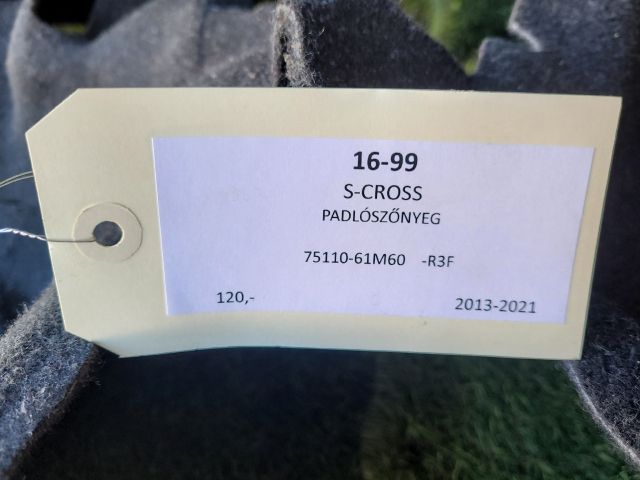 16-99
S-CROSS
PADLÓSZŐNYEG
75110-61M60 -R3F
120,- 2013-2021